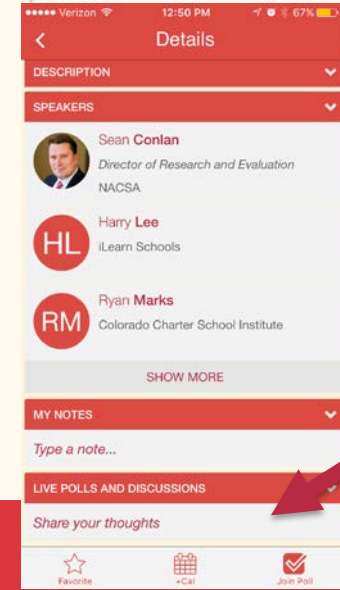 Verizon 12:50 PM 67%
Details
DESCRIPTION
SPEAKERS
Sean Conlan
Director of Research and Evaluation
NACSA
HL
Harry Lee
iLearn Schools
RM
Ryan Marks
Colorado Charter School Institute
SHOW MORE
MY NOTES
Type a note...
LIVE POLLS AND DISCUSSIONS
Share your thoughts
Favorite +Cal Join Poll